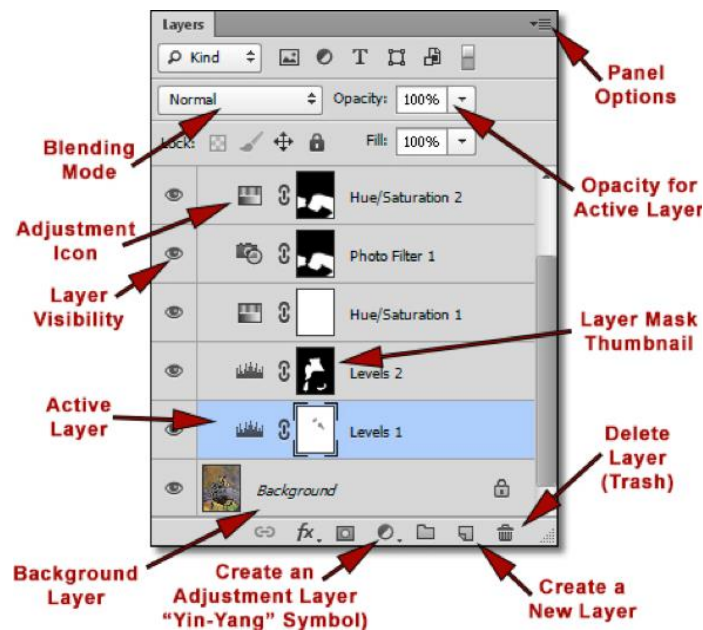 Layers
Kind
Normal
Opacity: 100%
Lock:
Fill: 100%
Panel
Options
Blending
Mode
Opacity for
Active Layer
Adjustment
Icon
Hue/Saturation 2
Photo Filter 1
Layer
Visibility
Hue/Saturation 1
Layer Mask
Thumbnail
Levels 2
Active
Layer
Levels 1
Delete
Layer
(Trash)
Background
fx
Background
Layer
Create an
Adjustment Layer
“Yin-Yang” Symbol)
Create a
New Layer